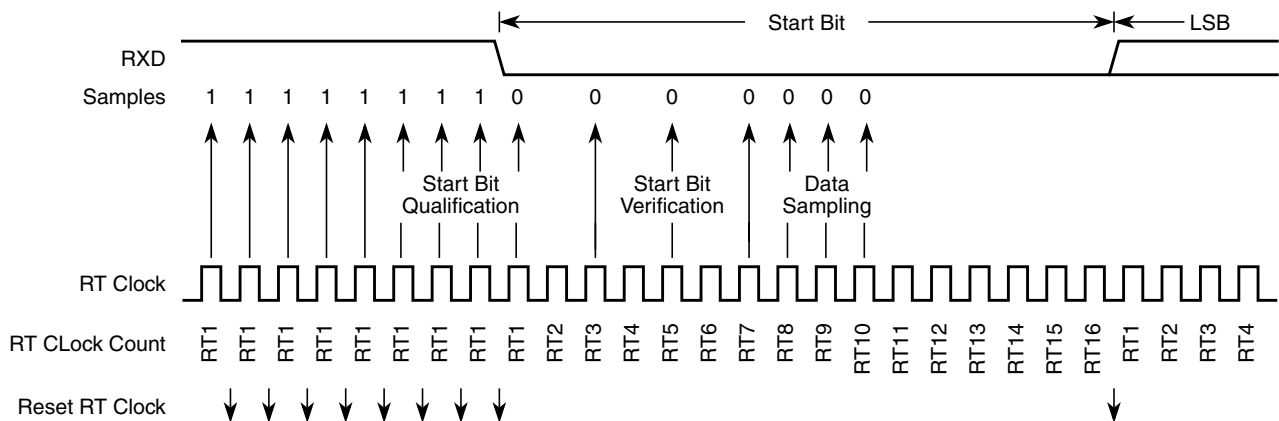 Start Bit LSB
RXD
Samples 1 1 1 1 1 1 1 1 0 0 0 0 0 0 0
Start Bit Qualification Start Bit Verification Data Sampling
RT Clock
RT CLock Count RT1 RT1 RT1 RT1 RT1 RT1 RT1 RT1 RT1 RT2 RT3 RT4 RT5 RT6 RT7 RT8 RT9 RT10 RT11 RT12 RT13 RT14 RT15 RT16 RT1 RT2 RT3 RT4
Reset RT Clock